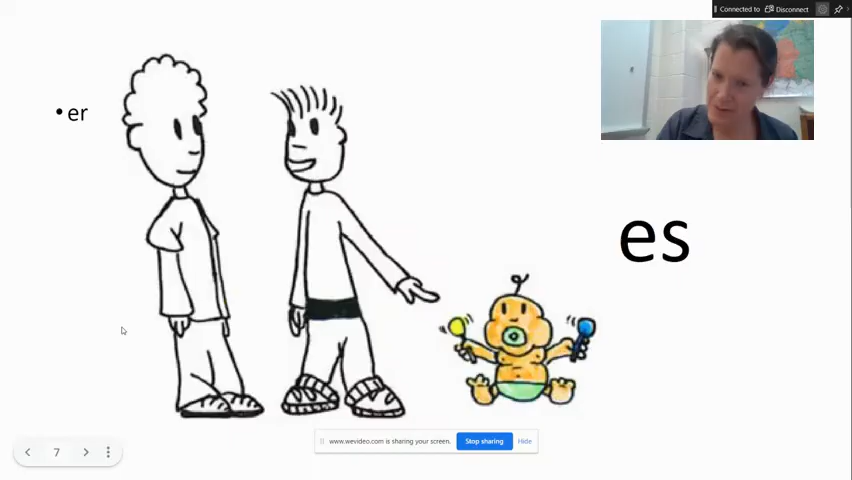 Connected to Disconnect
• er
es
www.wevideo.com is sharing your screen. Stop sharing Hide
7